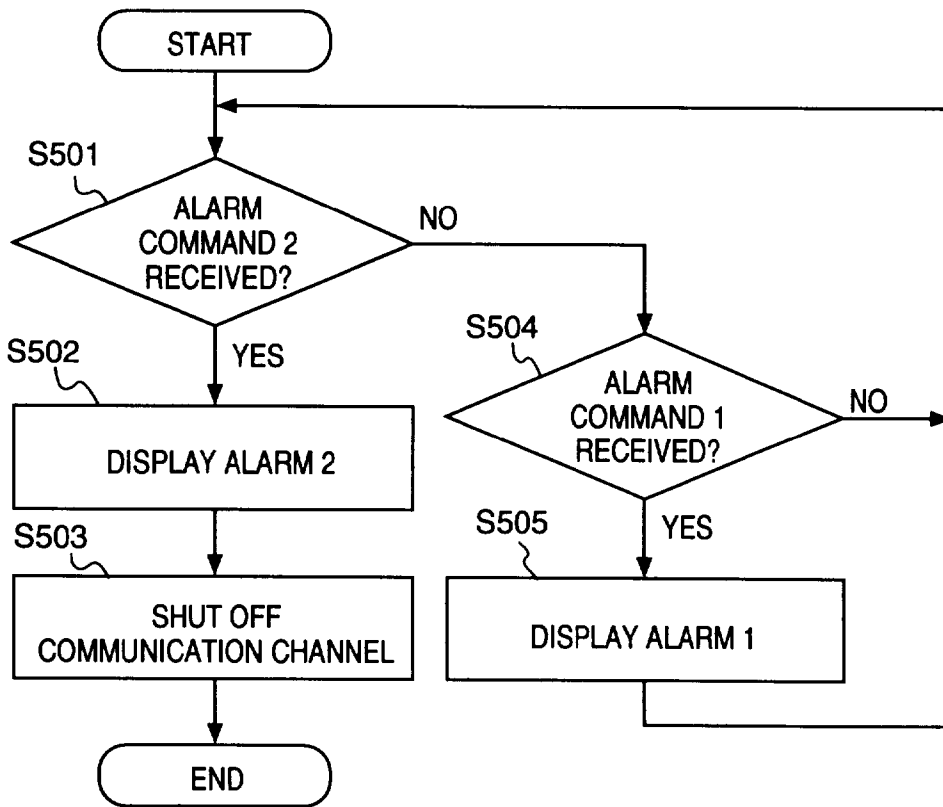 START
S501
ALARM
COMMAND 2
RECEIVED?
NO
YES
S502
DISPLAY ALARM 2
S503
SHUT OFF
COMMUNICATION CHANNEL
END
S504
ALARM
COMMAND 1
RECEIVED?
NO
YES
S505
DISPLAY ALARM 1